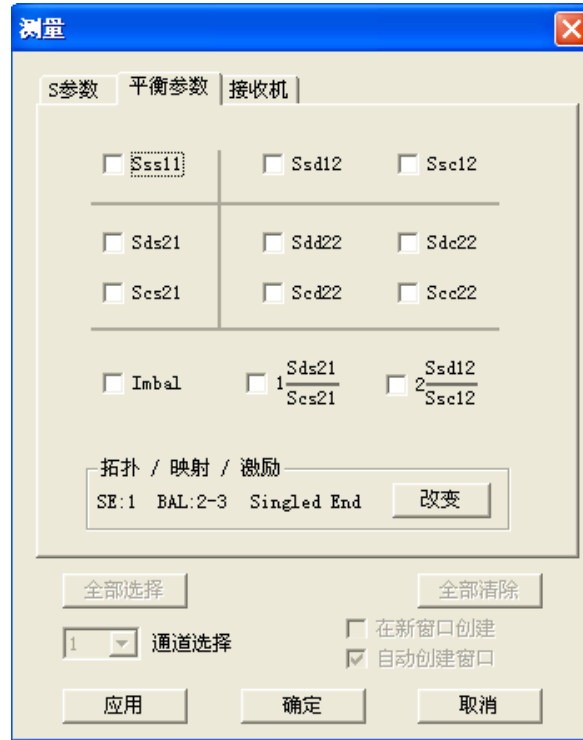 测量
S参数 平衡参数 接收机
Sss11 Ssd12 Ssc12
Sds21 Sdd22 Sdc22
Scs21 Scd22 Scc22
Imbal 1 Sds21 / Scs21 2 Ssd12 / Ssc12
拓扑 / 映射 / 激励
SE:1 BAL:2-3 Singled End 改变
全部选择 全部清除
1 通道选择 在新窗口创建
自动创建窗口
应用 确定 取消